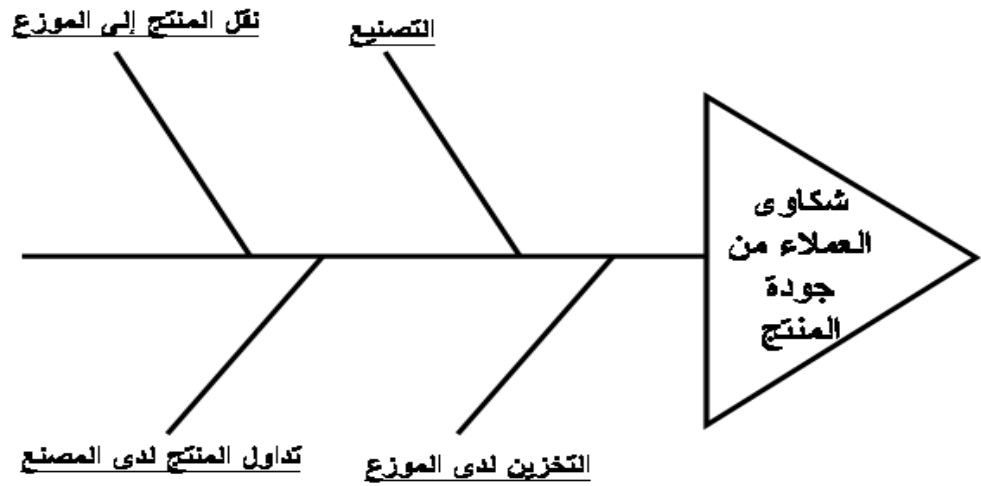 نقل المنتج إلى الموزع
التصنيع
شكاوى
العملاء من
جودة
المنتج
تداول المنتج لدى المصنع
التخزين لدى الموزع